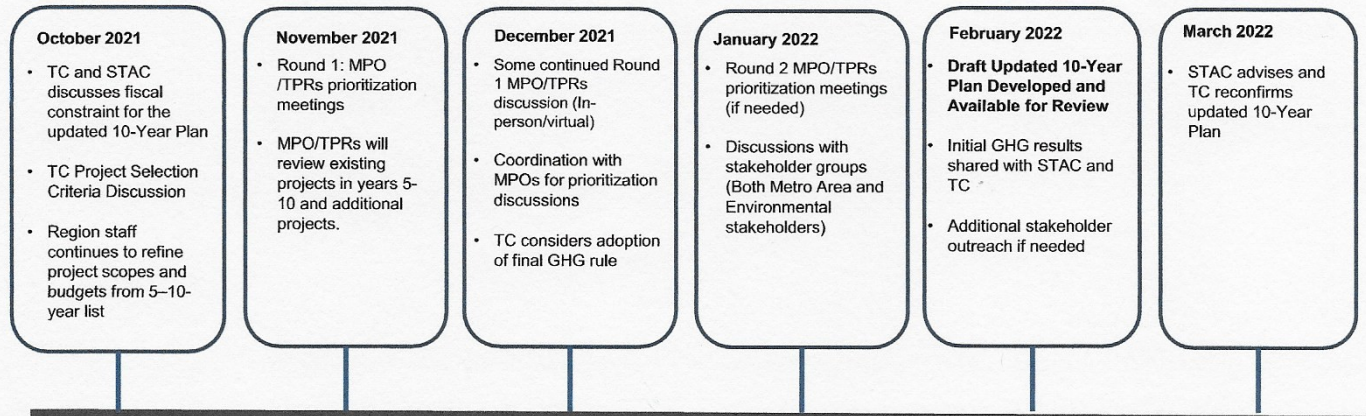 October 2021
• TC and STAC
discusses fiscal
constraint for the
updated 10-Year Plan
• TC Project Selection
Criteria Discussion
• Region staff
continues to refine
project scopes and
budgets from 5–10-
year list
November 2021
• Round 1: MPO
/TPRs prioritization
meetings
• MPO/TPRs will
review existing
projects in years 5-
10 and additional
projects.
December 2021
• Some continued Round
1 MPO/TPRs
discussion (In-
person/virtual)
• Coordination with
MPOs for prioritization
discussions
• TC considers adoption
of final GHG rule
January 2022
• Round 2 MPO/TPRs
prioritization meetings
(if needed)
• Discussions with
stakeholder groups
(Both Metro Area and
Environmental
stakeholders)
February 2022
• Draft Updated 10-Year
Plan Developed and
Available for Review
• Initial GHG results
shared with STAC and
TC
• Additional stakeholder
outreach if needed
March 2022
• STAC advises and
TC reconfirms
updated 10-Year
Plan